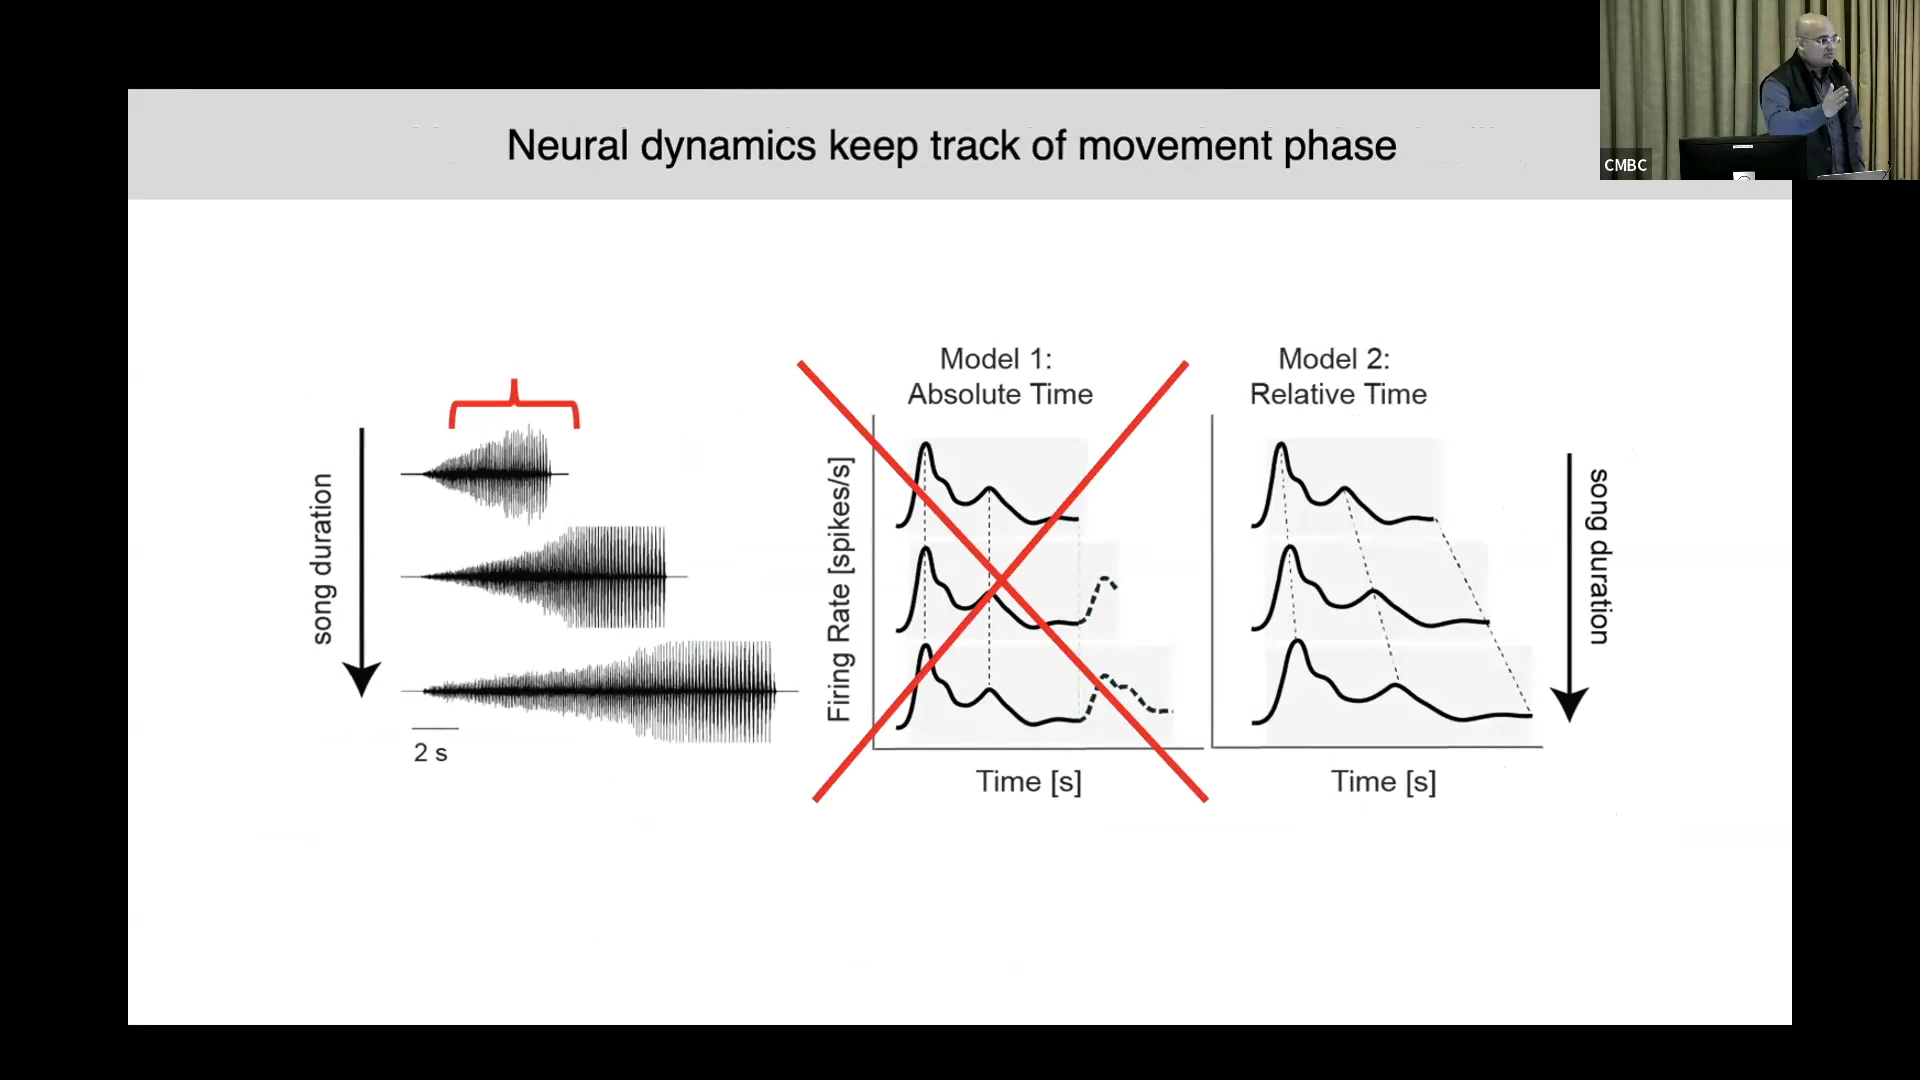 CMBC
Neural dynamics keep track of movement phase
song duration
2 s
Model 1:
Absolute Time
Firing Rate [spikes/s]
Time [s]
Model 2:
Relative Time
Time [s]
song duration